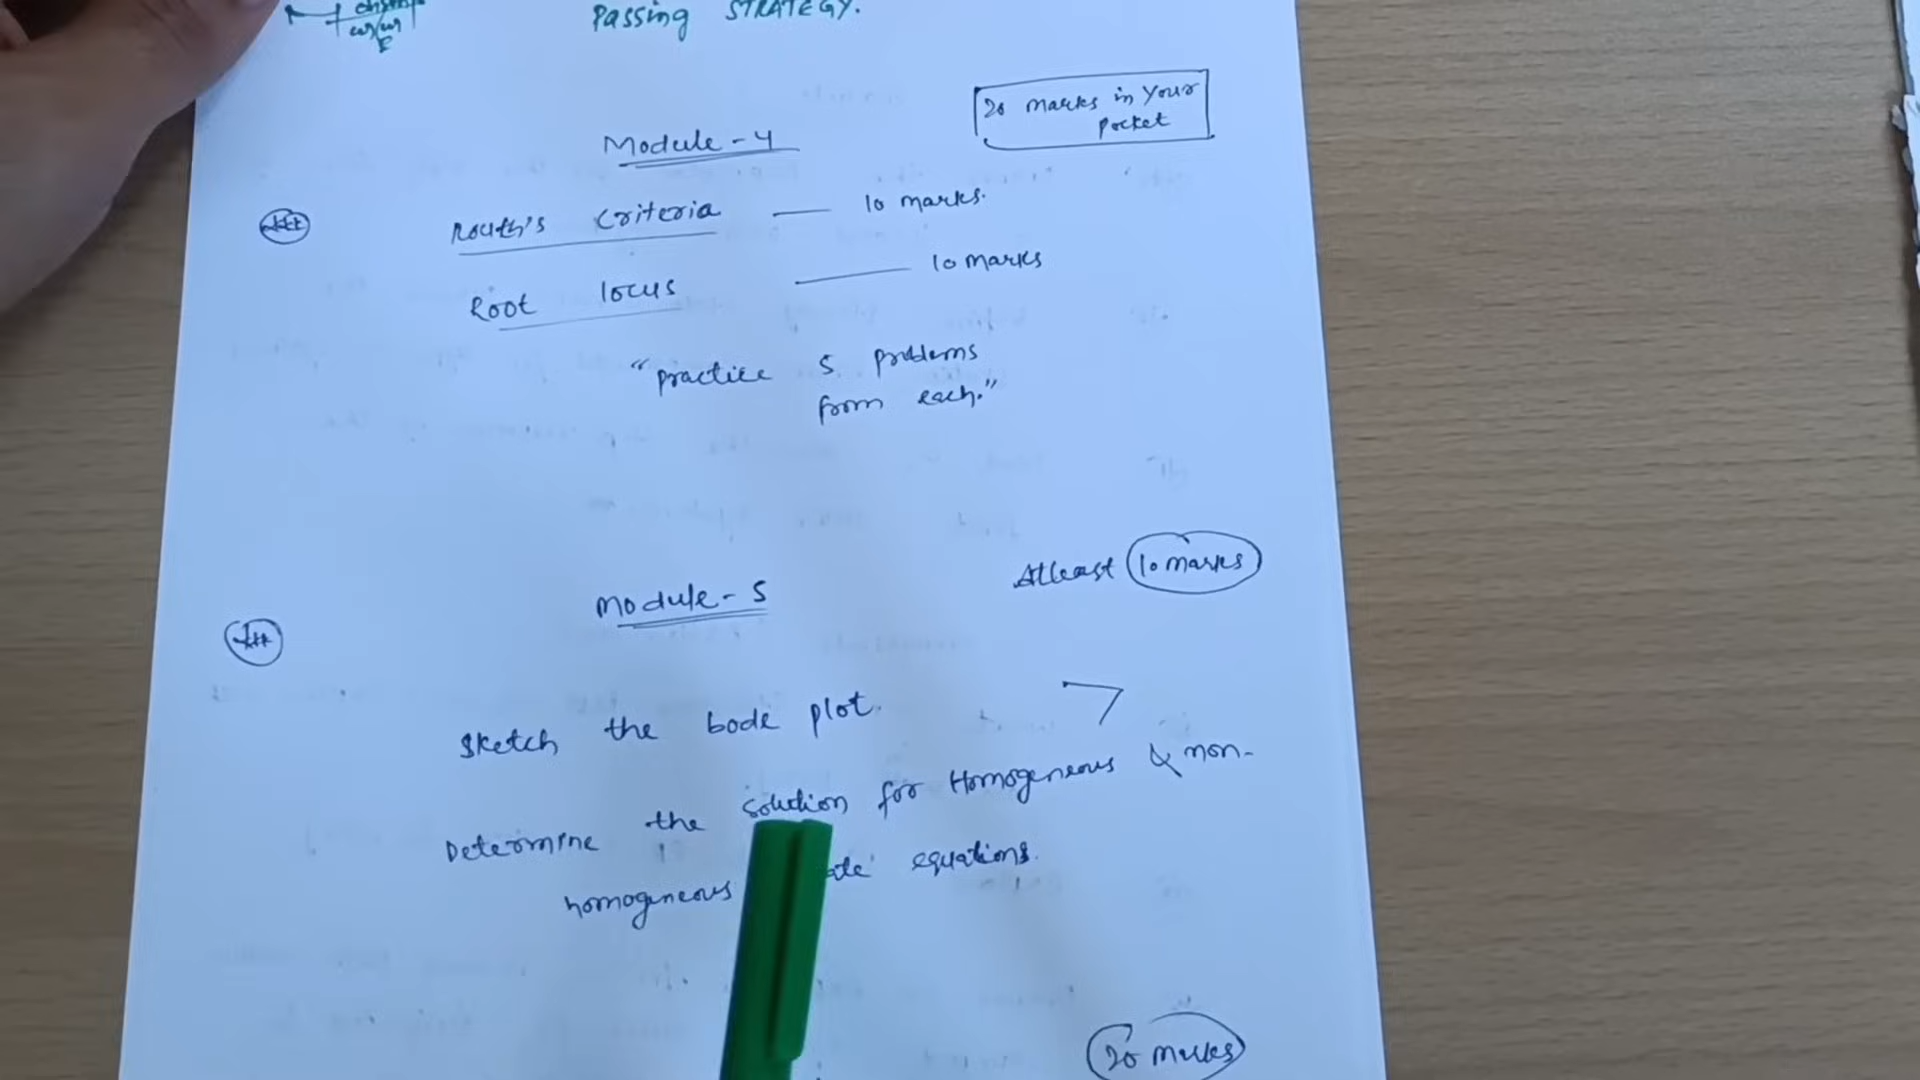 Passing STRATEGY.
20 marks in your
pocket
Module-4
Routh's criteria — 10 marks.
Root locus — 10 marks
"practice 5 problems
from each."
Atleast 10 marks
Module-5
Sketch the bode plot.
Determine the solution for Homogeneous & non-
homogeneous ate equations.
20 marks